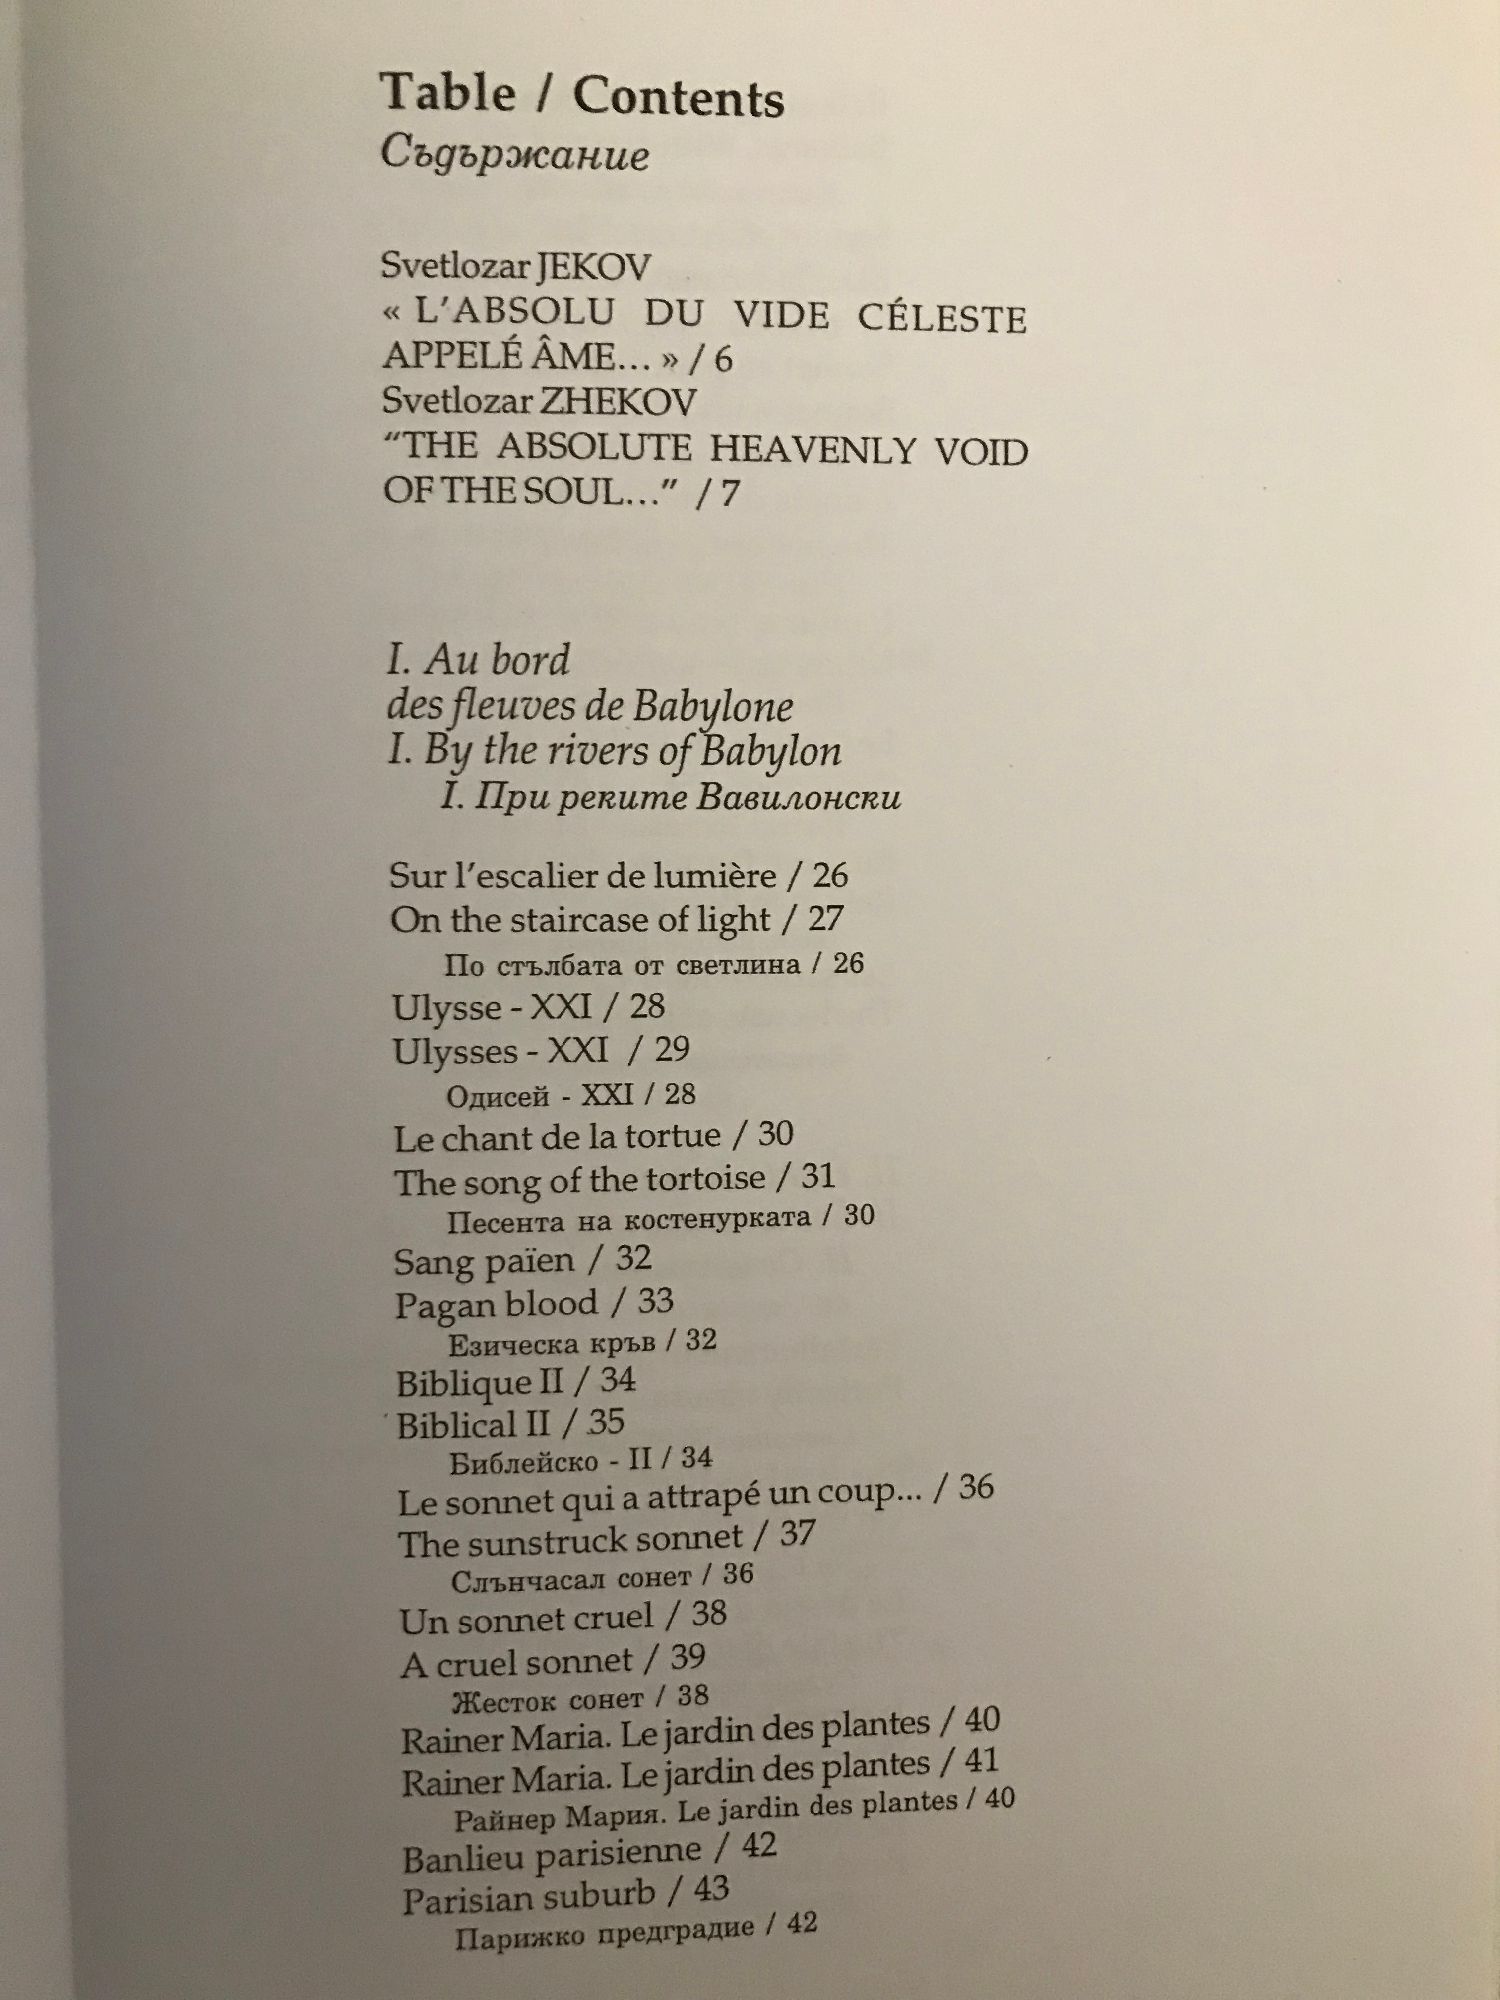 Table / Contents
Съдържание
Svetlozar JEKOV
« L'ABSOLU DU VIDE CÉLESTE
APPELÉ ÂME... » / 6
Svetlozar ZHEKOV
"THE ABSOLUTE HEAVENLY VOID
OF THE SOUL..." / 7
I. Au bord
des fleuves de Babylone
I. By the rivers of Babylon
I. При реките Вавилонски
Sur l'escalier de lumière / 26
On the staircase of light / 27
По стълбата от светлина / 26
Ulysse - XXI / 28
Ulysses - XXI / 29
Одисей - XXI / 28
Le chant de la tortue / 30
The song of the tortoise / 31
Песента на костенурката / 30
Sang païen / 32
Pagan blood / 33
Езическа кръв / 32
Biblique II / 34
Biblical II / 35
Библейско - II / 34
Le sonnet qui a attrapé un coup... / 36
The sunstruck sonnet / 37
Слънчасал сонет / 36
Un sonnet cruel / 38
A cruel sonnet / 39
Жесток сонет / 38
Rainer Maria. Le jardin des plantes / 40
Rainer Maria. Le jardin des plantes / 41
Райнер Мария. Le jardin des plantes / 40
Banlieu parisienne / 42
Parisian suburb / 43
Парижко предградие / 42